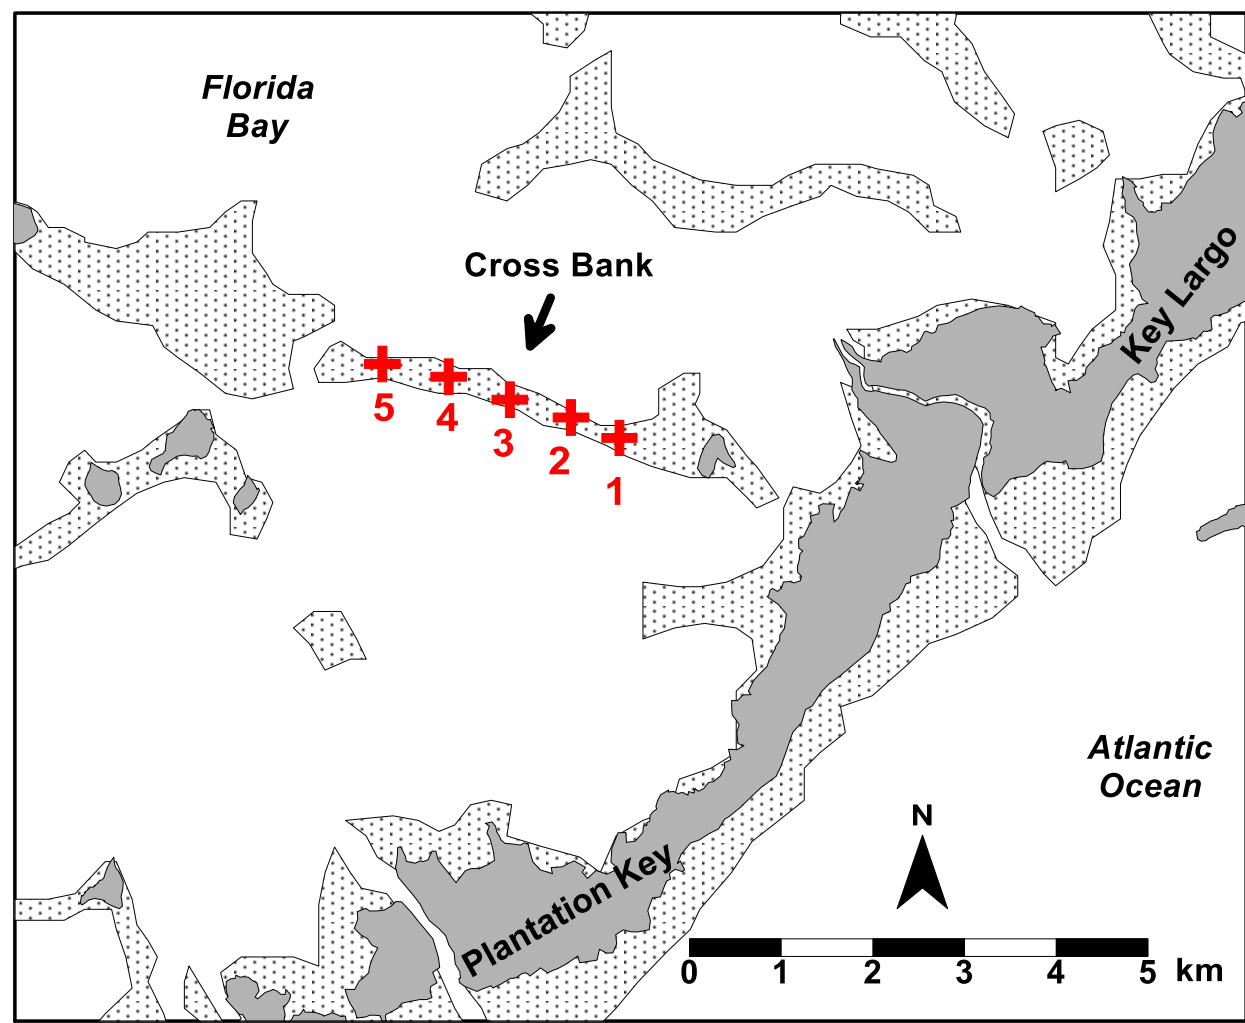 Florida
Bay
Cross Bank
Key Largo
5
4
3
2
1
Atlantic
Ocean
N
Plantation Key
0 1 2 3 4 5 km